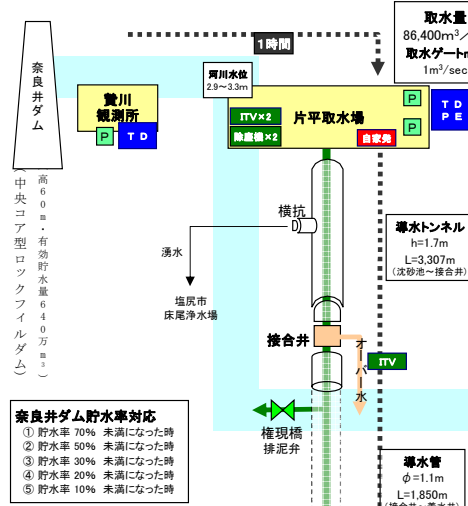 取水量
86,400m³/
取水ゲートm
1m³/sec
1時間
河川水位
2.9～3.3m
奈良井ダム
贄川
観測所
P
T D
ITV×2
除塵機×2
片平取水場
自家発
P
P
T D
P E
高60m・有効貯水量640万m³
(中央コア型ロックフィルダム)
横抗
湧水
塩尻市
床尾浄水場
導水トンネル
h=1.7m
L=3,307m
(沈砂池～接合井)
接合井
オーバー水
ITV
権現橋
排泥弁
奈良井ダム貯水率対応
① 貯水率 70% 未満になった時
② 貯水率 50% 未満になった時
③ 貯水率 30% 未満になった時
④ 貯水率 20% 未満になった時
⑤ 貯水率 10% 未満になった時
導水管
φ=1.1m
L=1,850m
(接合井～着水井)